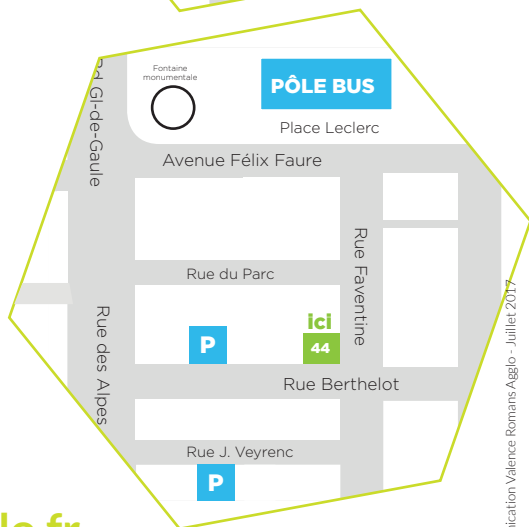 Fontaine
monumentale
PÔLE BUS
Place Leclerc
Bd Gl-de-Gaule
Avenue Félix Faure
Rue du Parc
Rue Faventine
ici
44
P
Rue des Alpes
Rue Berthelot
Rue J. Veyrenc
P
Valence Romans Agglo - Juillet 2017